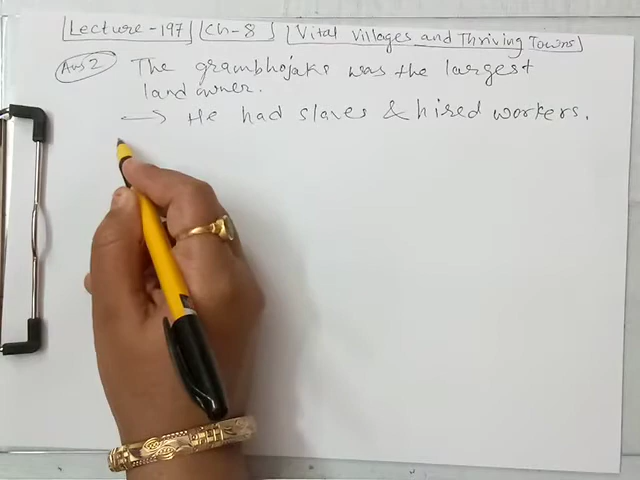 Lecture-197 Ch-8 Vital Villages and Thriving Towns
Ans 2 The grambhojaks was the largest
land owner.
→ He had slaves & hired workers.